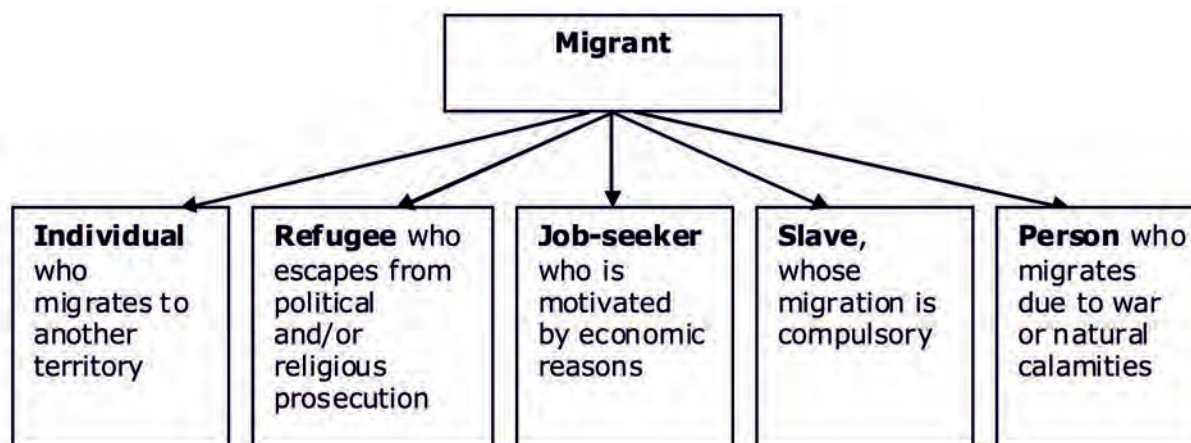 Migrant
Individual
who
migrates to
another
territory
Refugee who
escapes from
political
and/or
religious
prosecution
Job-seeker
who is
motivated
by economic
reasons
Slave,
whose
migration is
compulsory
Person who
migrates
due to war
or natural
calamities